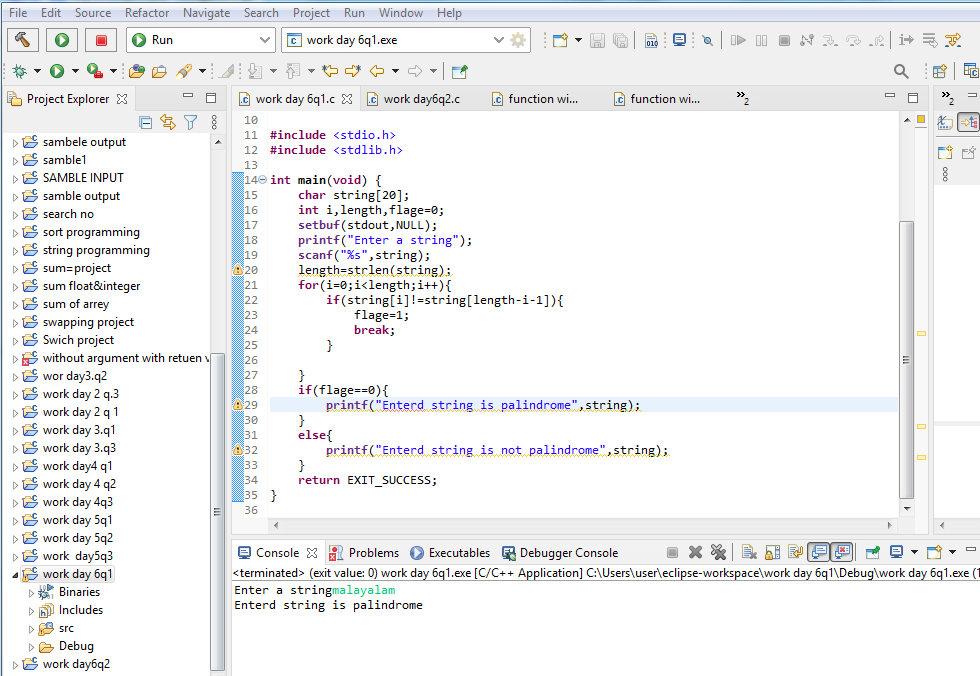 File Edit Source Refactor Navigate Search Project Run Window Help
Run work day 6q1.exe
Project Explorer
work day 6q1.c work day6q2.c function wi... function wi... »2 »2
sambele output
samble1
SAMBLE INPUT
samble output
search no
sort programming
string programming
sum=project
sum float&integer
sum of arrey
swapping project
Swich project
without argument with retuen v
wor day3.q2
work day 2 q.3
work day 2 q 1
work day 3.q1
work day 3.q3
work day4 q1
work day 4 q2
work day 4q3
work day 5q1
work day 5q2
work day5q3
work day 6q1
Binaries
Includes
src
Debug
work day6q2
10
11 #include <stdio.h>
12 #include <stdlib.h>
13
14 int main(void) {
15 char string[20];
16 int i,length,flage=0;
17 setbuf(stdout,NULL);
18 printf("Enter a string");
19 scanf("%s",string);
20 length=strlen(string);
21 for(i=0;i<length;i++){
22 if(string[i]!=string[length-i-1]){
23 flage=1;
24 break;
25 }
26
27 }
28 if(flage==0){
29 printf("Enterd string is palindrome",string);
30 }
31 else{
32 printf("Enterd string is not palindrome",string);
33 }
34 return EXIT_SUCCESS;
35 }
36
Console Problems Executables Debugger Console
<terminated> (exit value: 0) work day 6q1.exe [C/C++ Application] C:\Users\user\eclipse-workspace\work day 6q1\Debug\work day 6q1.exe (1
Enter a stringmalayalam
Enterd string is palindrome